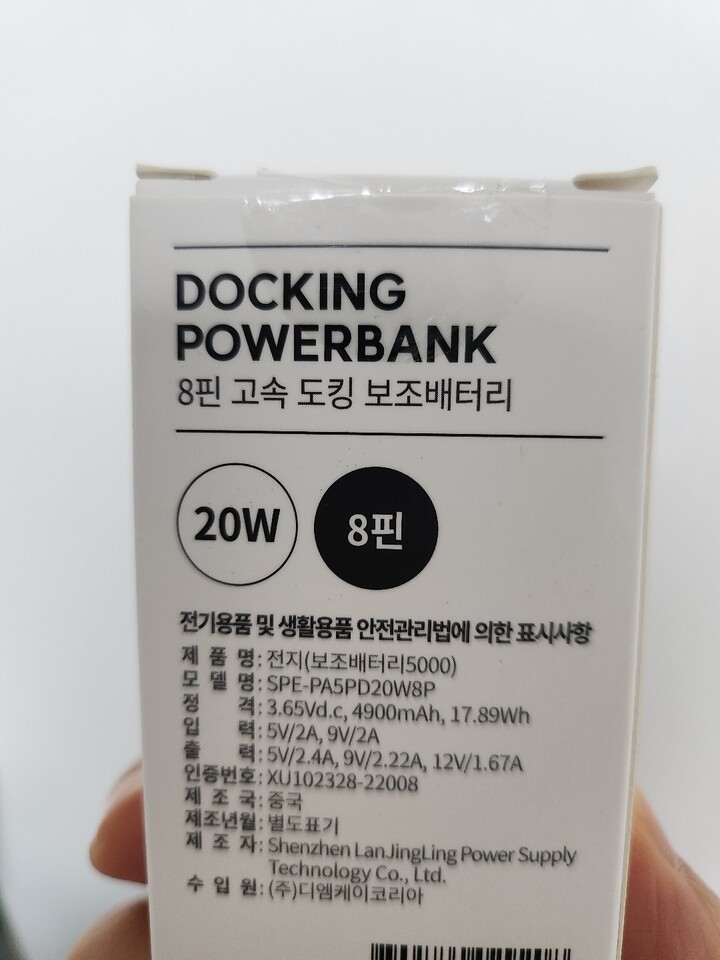 DOCKING
POWERBANK
8핀 고속 도킹 보조배터리
20W
8핀
전기용품 및 생활용품 안전관리법에 의한 표시사항
제 품 명: 전지(보조배터리5000)
모 델 명: SPE-PA5PD20W8P
정 격: 3.65Vd.c, 4900mAh, 17.89Wh
입 력: 5V/2A, 9V/2A
출 력: 5V/2.4A, 9V/2.22A, 12V/1.67A
인증번호: XU102328-22008
제 조 국: 중국
제조년월: 별도표기
제 조 자: Shenzhen LanJingLing Power Supply
Technology Co., Ltd.
수 입 원: (주)디엠케이코리아